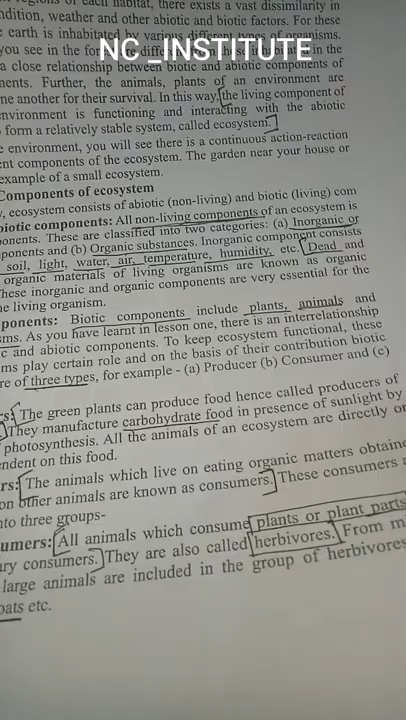 of each habitat, there exists a vast dissimilarity in
ndition, weather and other abiotic and biotic factors. For these
NC_INSTITUTE
earth is inhabited by various different organisms.
you see in the in the
a close relationship between biotic and abiotic components of
nents. Further, the animals, plants of an environment are
ne another for their survival. In this way, the living component of
nvironment is functioning and interacting with the abiotic
form a relatively stable system, called ecosystem.
e environment, you will see there is a continuous action-reaction
ent components of the ecosystem. The garden near your house or
example of a small ecosystem.
Components of ecosystem
y, ecosystem consists of abiotic (non-living) and biotic (living) com
biotic components: All non-living components of an ecosystem is
onents. These are classified into two categories: (a) Inorganic or
ponents and (b) Organic substances. Inorganic component consists
soil, light, water, air, temperature, humidity, etc. Dead and
organic materials of living organisms are known as organic
These inorganic and organic components are very essential for the
he living organism.
ponents: Biotic components include plants, animals and
sms. As you have learnt in lesson one, there is an interrelationship
c and abiotic components. To keep ecosystem functional, these
ms play certain role and on the basis of their contribution biotic
re of three types, for example - (a) Producer (b) Consumer and (c)
rs: The green plants can produce food hence called producers of
They manufacture carbohydrate food in presence of sunlight by
photosynthesis. All the animals of an ecosystem are directly or
ndent on this food.
rs: The animals which live on eating organic matters obtaine
on other animals are known as consumers. These consumers a
nto three groups-
umers: All animals which consume plants or plant parts
ary consumers. They are also called herbivores. From m
large animals are included in the group of herbivores
oats etc.